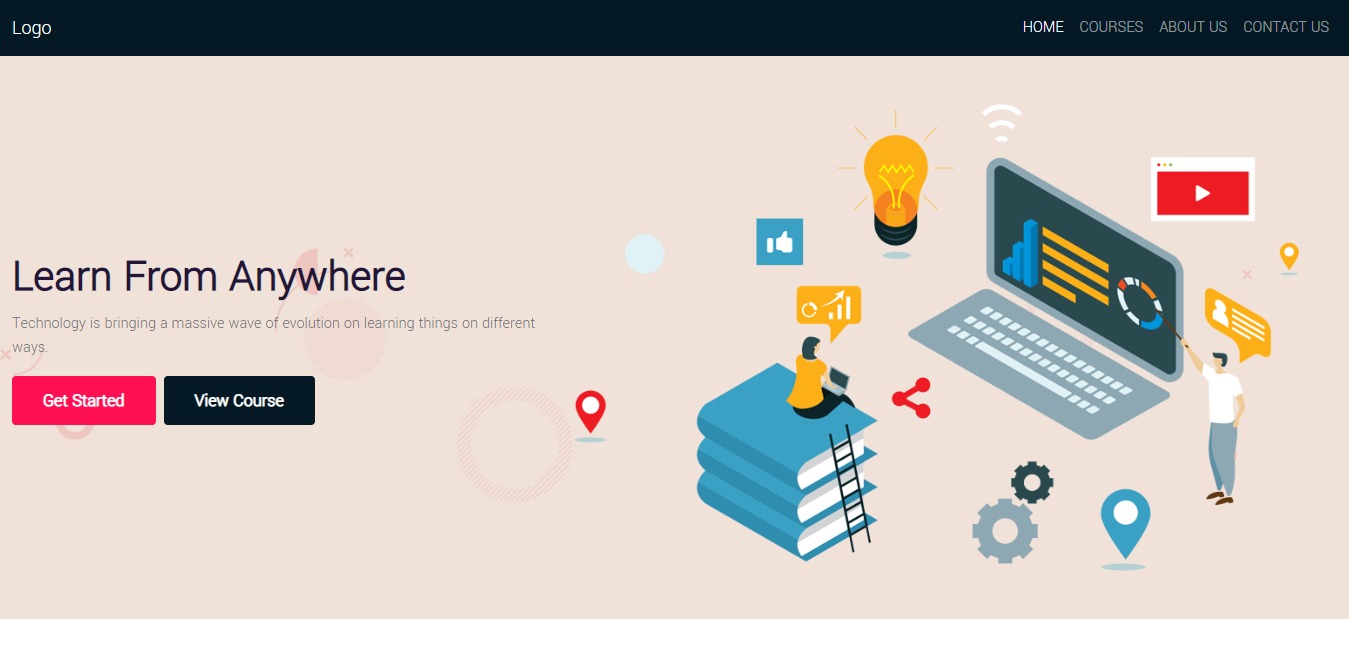 Logo
HOME COURSES ABOUT US CONTACT US
Learn From Anywhere
Technology is bringing a massive wave of evolution on learning things on different
ways.
Get Started View Course